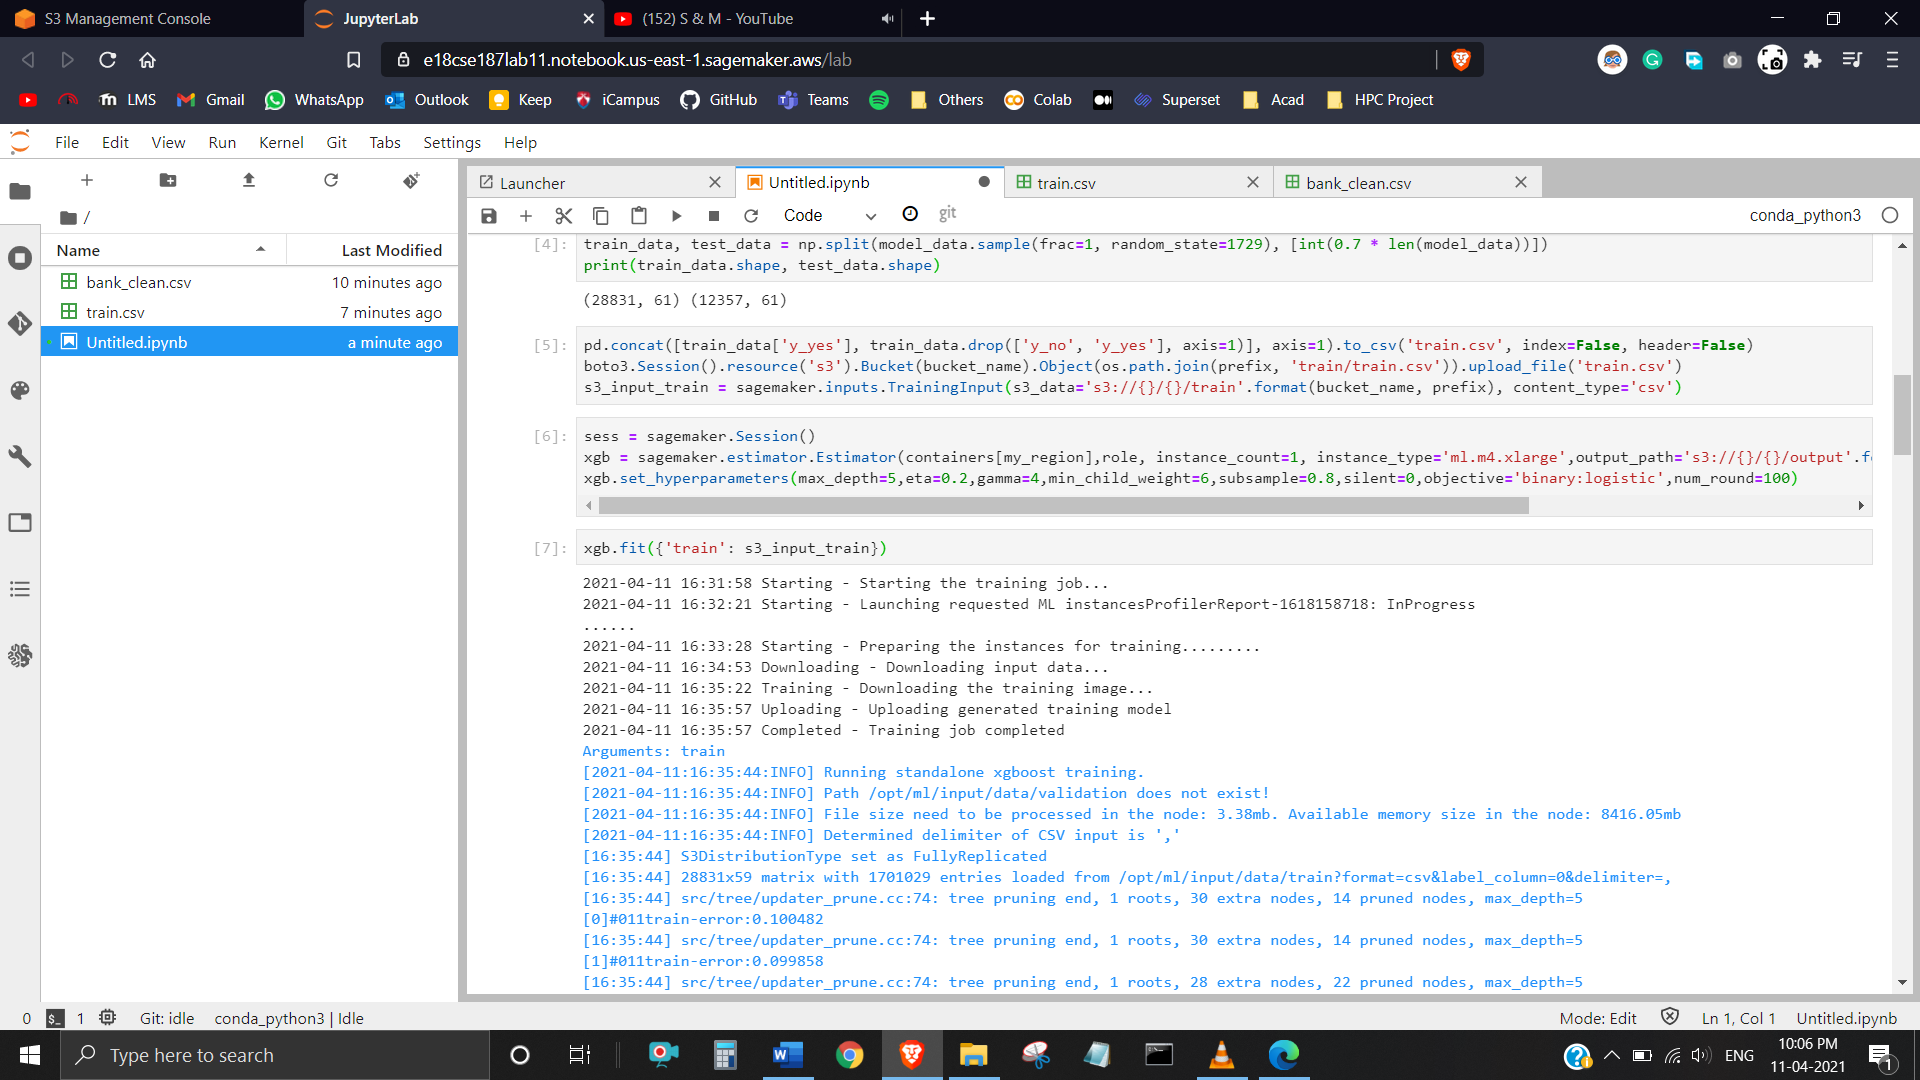 S3 Management Console
JupyterLab
(152) S & M - YouTube
e18cse187lab11.notebook.us-east-1.sagemaker.aws/lab
LMS
Gmail
WhatsApp
Outlook
Keep
iCampus
GitHub
Teams
Others
Colab
Superset
Acad
HPC Project
File
Edit
View
Run
Kernel
Git
Tabs
Settings
Help
/
Name
Last Modified
bank_clean.csv
10 minutes ago
train.csv
7 minutes ago
Untitled.ipynb
a minute ago
Launcher
Untitled.ipynb
train.csv
bank_clean.csv
Code
git
conda_python3
[4]: train_data, test_data = np.split(model_data.sample(frac=1, random_state=1729), [int(0.7 * len(model_data))])
print(train_data.shape, test_data.shape)
(28831, 61) (12357, 61)
[5]: pd.concat([train_data['y_yes'], train_data.drop(['y_no', 'y_yes'], axis=1)], axis=1).to_csv('train.csv', index=False, header=False)
boto3.Session().resource('s3').Bucket(bucket_name).Object(os.path.join(prefix, 'train/train.csv')).upload_file('train.csv')
s3_input_train = sagemaker.inputs.TrainingInput(s3_data='s3://{}/{}/train'.format(bucket_name, prefix), content_type='csv')
[6]: sess = sagemaker.Session()
xgb = sagemaker.estimator.Estimator(containers[my_region],role, instance_count=1, instance_type='ml.m4.xlarge',output_path='s3://{}/{}/output'.f
xgb.set_hyperparameters(max_depth=5,eta=0.2,gamma=4,min_child_weight=6,subsample=0.8,silent=0,objective='binary:logistic',num_round=100)
[7]: xgb.fit({'train': s3_input_train})
2021-04-11 16:31:58 Starting - Starting the training job...
2021-04-11 16:32:21 Starting - Launching requested ML instancesProfilerReport-1618158718: InProgress
......
2021-04-11 16:33:28 Starting - Preparing the instances for training.........
2021-04-11 16:34:53 Downloading - Downloading input data...
2021-04-11 16:35:22 Training - Downloading the training image...
2021-04-11 16:35:57 Uploading - Uploading generated training model
2021-04-11 16:35:57 Completed - Training job completed
Arguments: train
[2021-04-11:16:35:44:INFO] Running standalone xgboost training.
[2021-04-11:16:35:44:INFO] Path /opt/ml/input/data/validation does not exist!
[2021-04-11:16:35:44:INFO] File size need to be processed in the node: 3.38mb. Available memory size in the node: 8416.05mb
[2021-04-11:16:35:44:INFO] Determined delimiter of CSV input is ','
[16:35:44] S3DistributionType set as FullyReplicated
[16:35:44] 28831x59 matrix with 1701029 entries loaded from /opt/ml/input/data/train?format=csv&label_column=0&delimiter=,
[16:35:44] src/tree/updater_prune.cc:74: tree pruning end, 1 roots, 30 extra nodes, 14 pruned nodes, max_depth=5
[0]#011train-error:0.100482
[16:35:44] src/tree/updater_prune.cc:74: tree pruning end, 1 roots, 30 extra nodes, 14 pruned nodes, max_depth=5
[1]#011train-error:0.099858
[16:35:44] src/tree/updater_prune.cc:74: tree pruning end, 1 roots, 28 extra nodes, 22 pruned nodes, max_depth=5
0
1
Git: idle
conda_python3 | Idle
Mode: Edit
Ln 1, Col 1
Untitled.ipynb
Type here to search
ENG
10:06 PM
11-04-2021
1